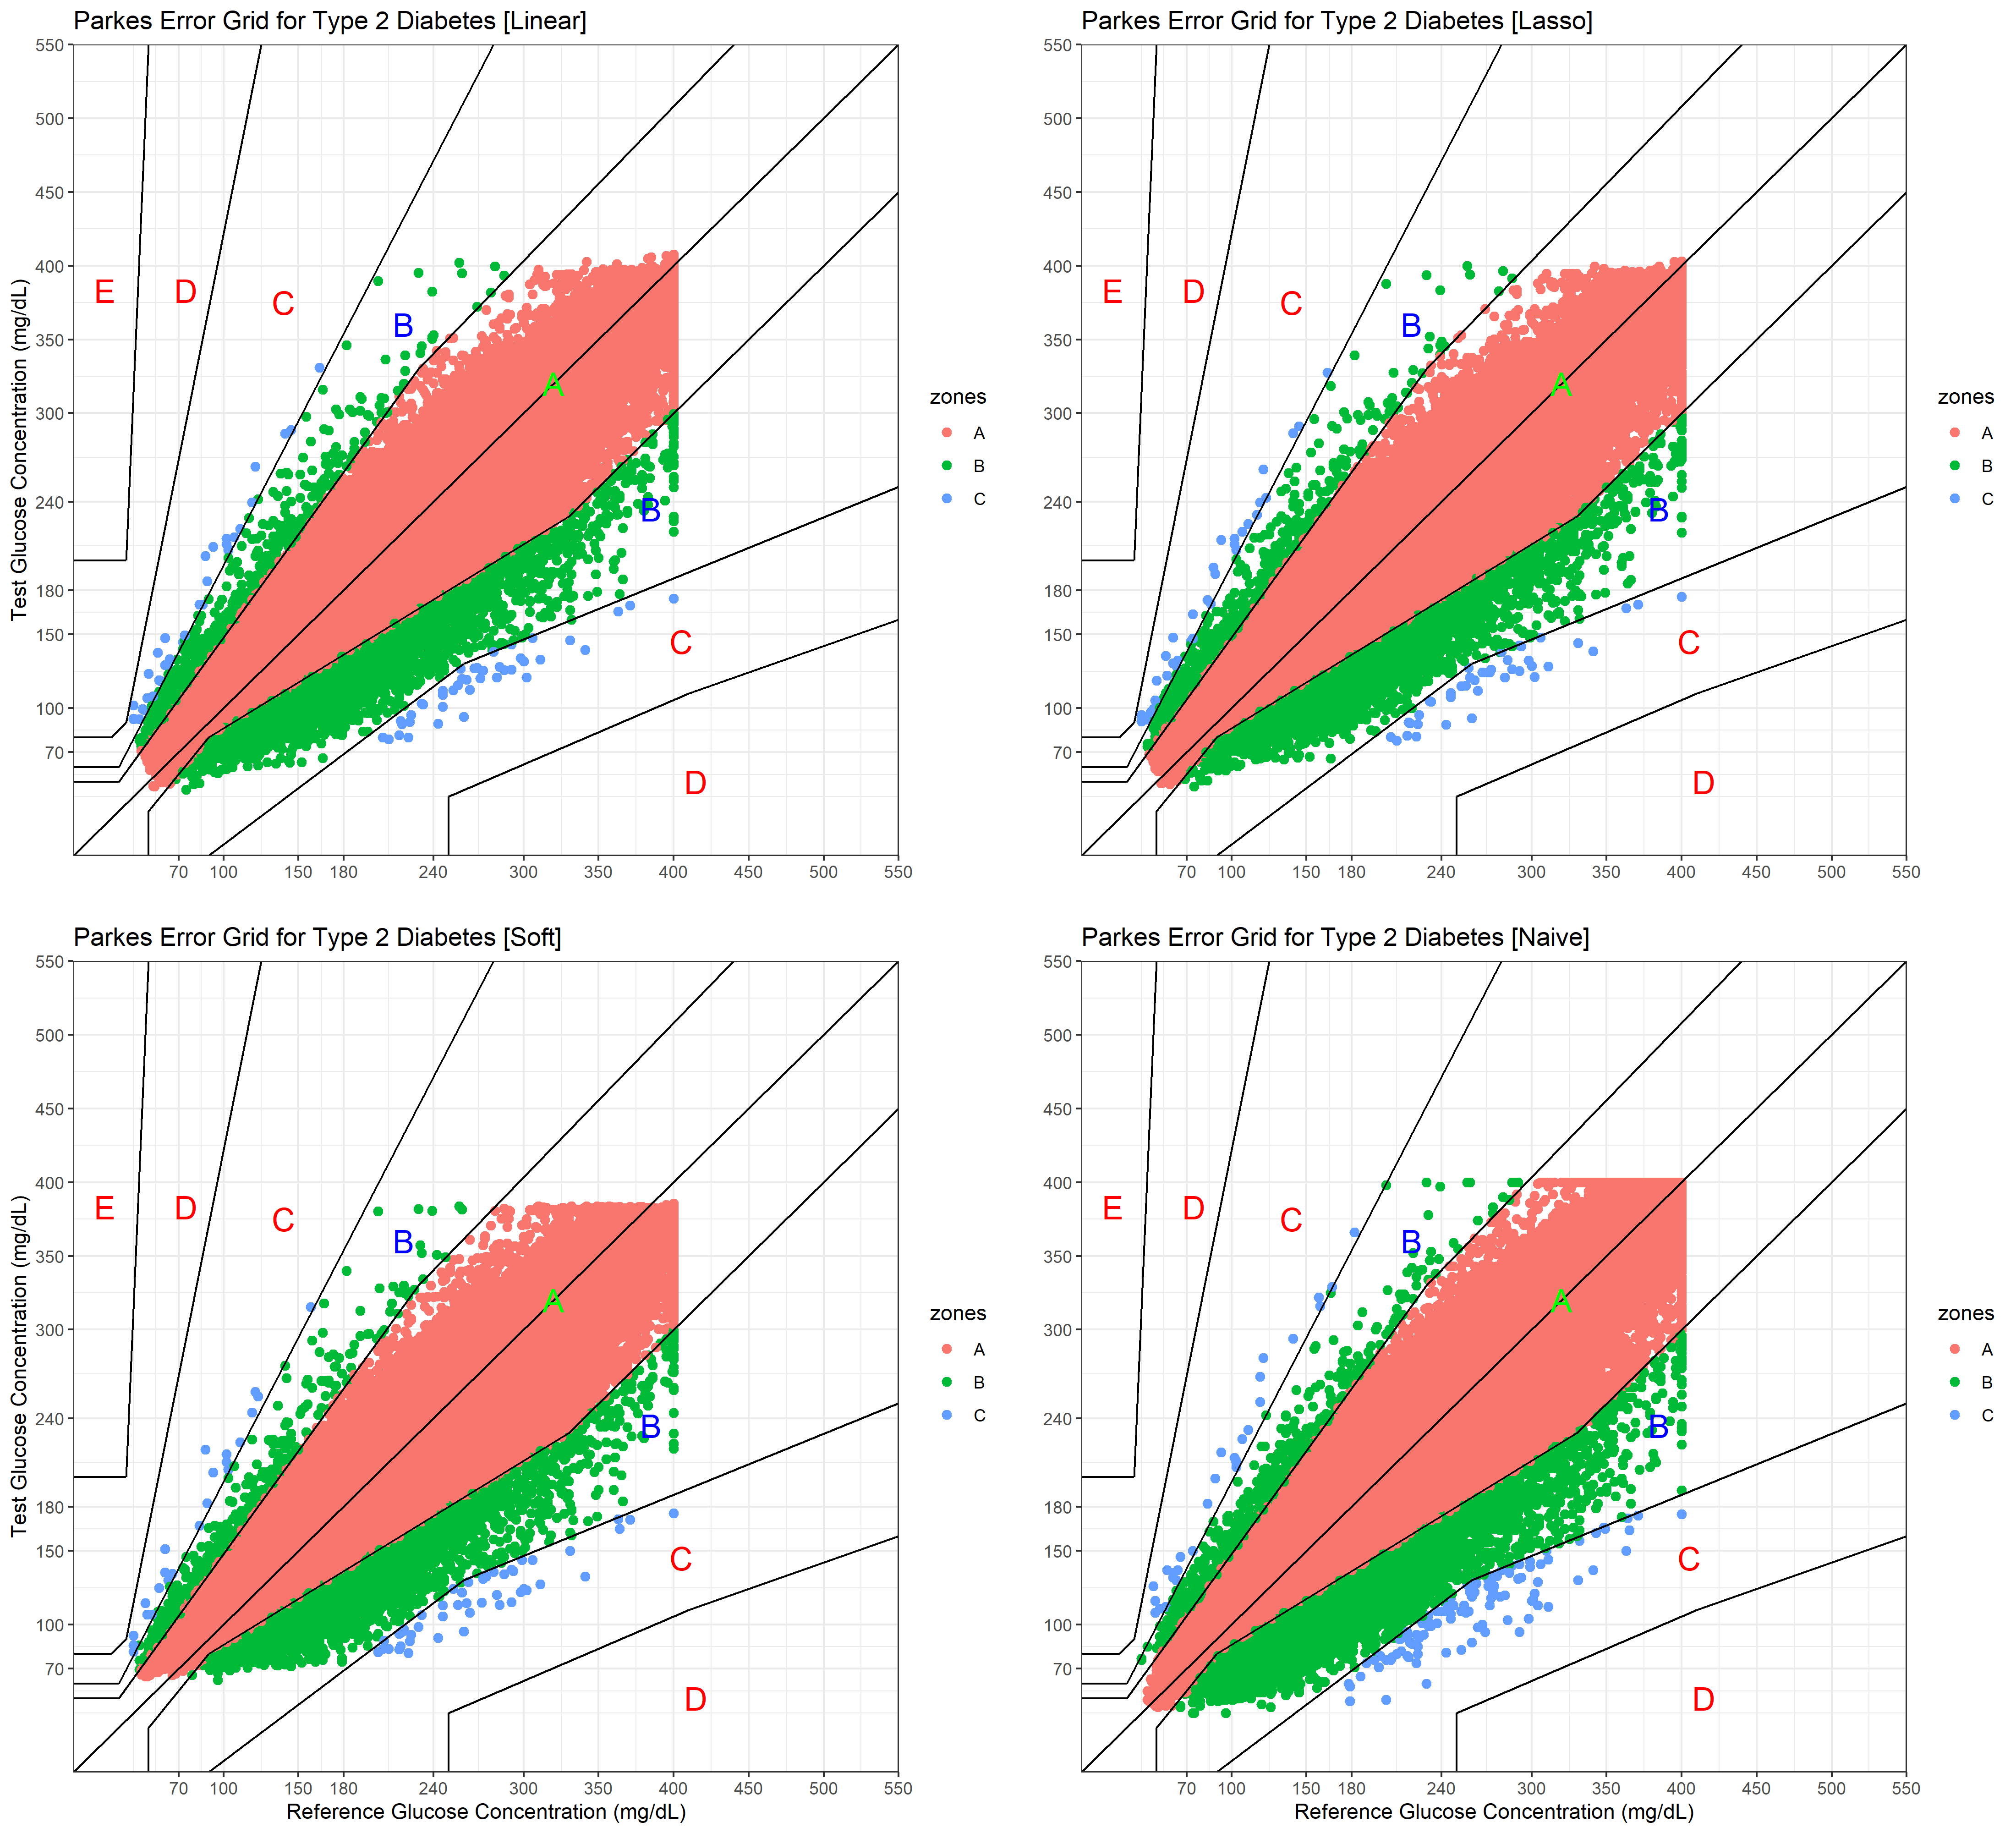 Parkes Error Grid for Type 2 Diabetes [Linear]
Test Glucose Concentration (mg/dL)
550
500
450
400
350
300
240
180
150
100
70
E
D
C
B
A
B
C
D
70 100 150 180 240 300 350 400 450 500 550
zones
A
B
C
Parkes Error Grid for Type 2 Diabetes [Lasso]
550
500
450
400
350
300
240
180
150
100
70
E
D
C
B
A
B
C
D
70 100 150 180 240 300 350 400 450 500 550
zones
A
B
C
Parkes Error Grid for Type 2 Diabetes [Soft]
Test Glucose Concentration (mg/dL)
550
500
450
400
350
300
240
180
150
100
70
E
D
C
B
A
B
C
D
70 100 150 180 240 300 350 400 450 500 550
Reference Glucose Concentration (mg/dL)
zones
A
B
C
Parkes Error Grid for Type 2 Diabetes [Naive]
550
500
450
400
350
300
240
180
150
100
70
E
D
C
B
A
B
C
D
70 100 150 180 240 300 350 400 450 500 550
Reference Glucose Concentration (mg/dL)
zones
A
B
C